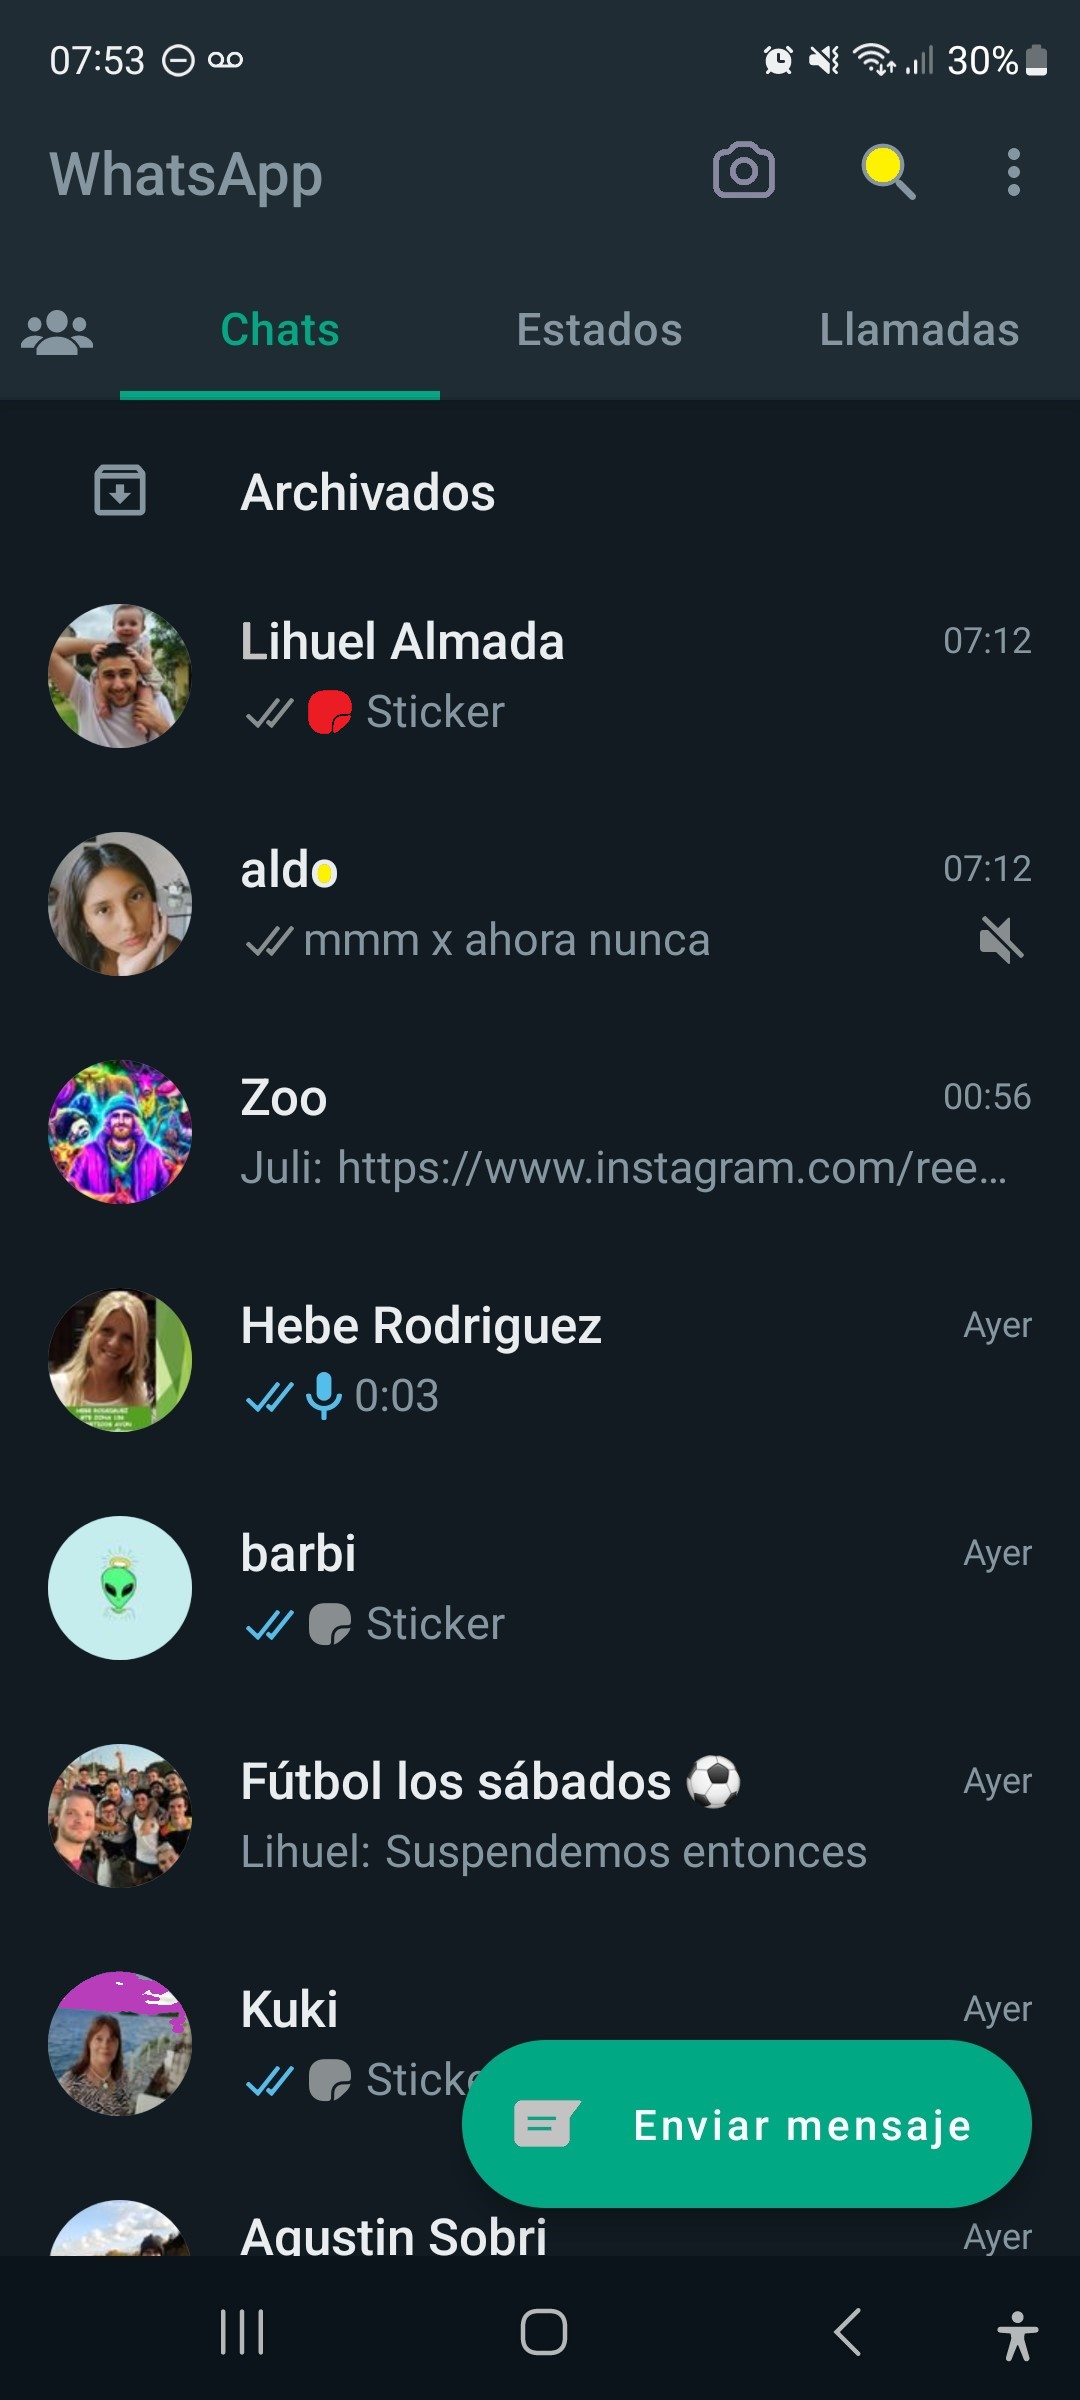 07:53 30%
WhatsApp
Chats Estados Llamadas
Archivados
Lihuel Almada 07:12
Sticker
aldo 07:12
mmm x ahora nunca
Zoo 00:56
Juli: https://www.instagram.com/ree...
Hebe Rodriguez Ayer
0:03
barbi Ayer
Sticker
Fútbol los sábados ⚽ Ayer
Lihuel: Suspendemos entonces
Kuki Ayer
Sticke
Enviar mensaje
Agustin Sobri Ayer